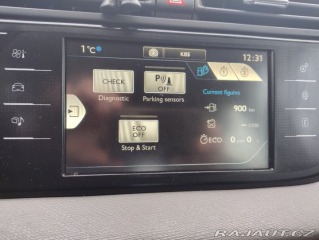 1°C
12:31
CHECK
OFF
Diagnostic
Parking sensors
Current figures
900 km
ECO
OFF
Stop & Start
ECO
RAJAUT.CZ